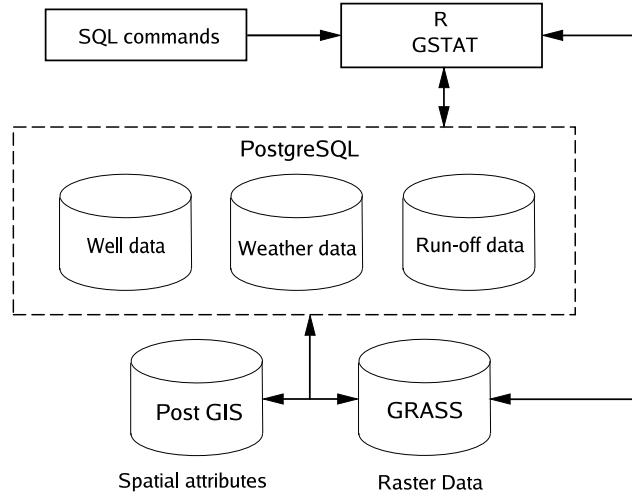 SQL commands
R
GSTAT
PostgreSQL
Well data
Weather data
Run-off data
Post GIS
GRASS
Spatial attributes
Raster Data